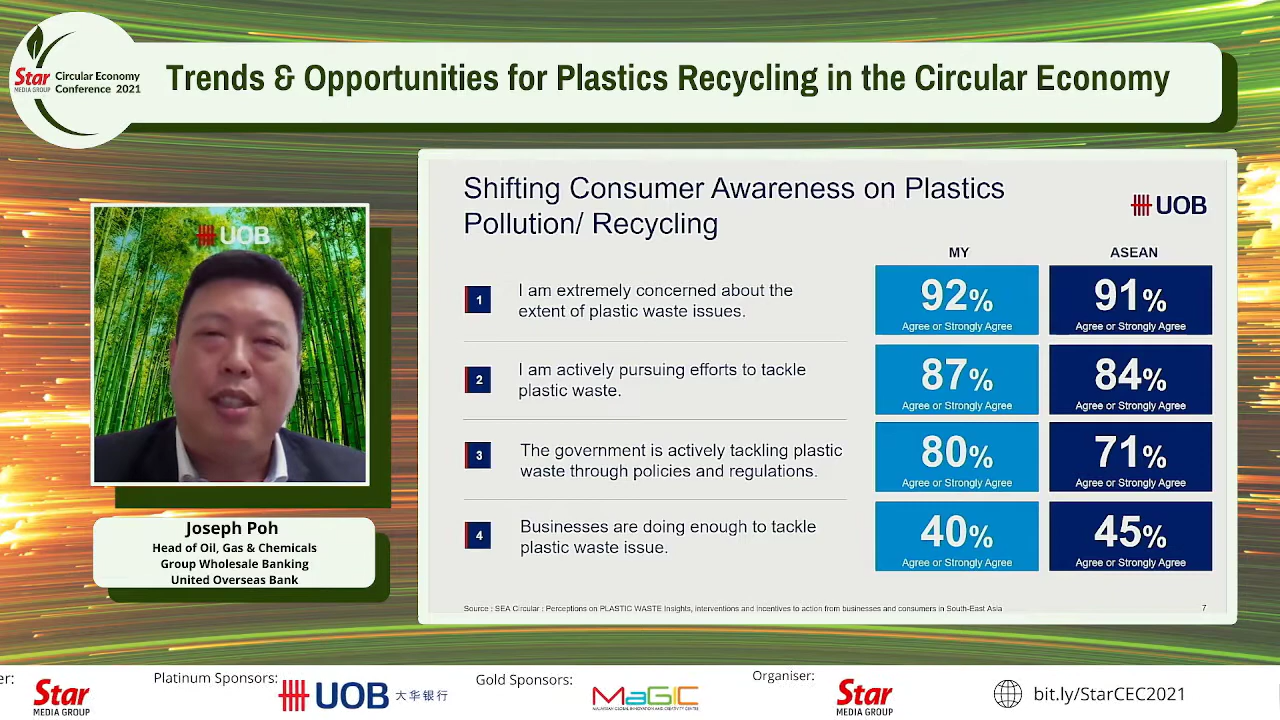 Star
MEDIA GROUP
Circular Economy
Conference 2021
Trends & Opportunities for Plastics Recycling in the Circular Economy
UOB
Joseph Poh
Head of Oil, Gas & Chemicals
Group Wholesale Banking
United Overseas Bank
Shifting Consumer Awareness on Plastics
Pollution/ Recycling
UOB
MY ASEAN
1 I am extremely concerned about the
extent of plastic waste issues.
92% 91%
Agree or Strongly Agree Agree or Strongly Agree
2 I am actively pursuing efforts to tackle
plastic waste.
87% 84%
Agree or Strongly Agree Agree or Strongly Agree
3 The government is actively tackling plastic
waste through policies and regulations.
80% 71%
Agree or Strongly Agree Agree or Strongly Agree
4 Businesses are doing enough to tackle
plastic waste issue.
40% 45%
Agree or Strongly Agree Agree or Strongly Agree
Source : SEA Circular : Perceptions on PLASTIC WASTE Insights, interventions and incentives to action from businesses and consumers in South-East Asia 7
er:
Star
MEDIA GROUP
Platinum Sponsors:
UOB 大华银行
Gold Sponsors:
MaGIC
MALAYSIAN GLOBAL INNOVATION AND CREATIVITY CENTRE
Organiser:
Star
MEDIA GROUP
bit.ly/StarCEC2021